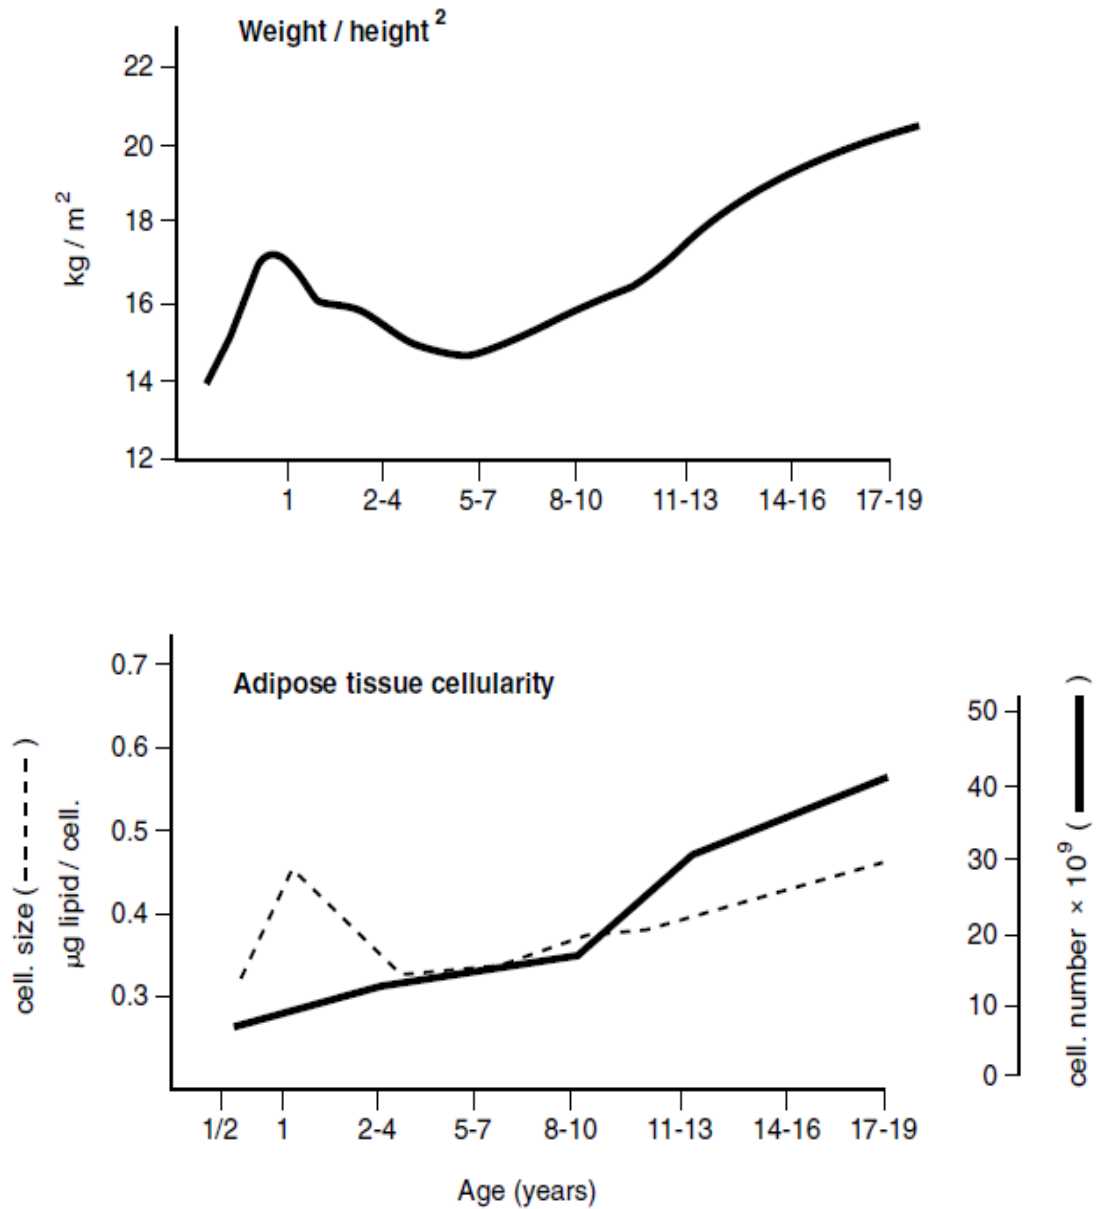 Weight / height 2
22
20
18
16
14
12
kg / m 2
1 2-4 5-7 8-10 11-13 14-16 17-19
Adipose tissue cellularity
0.7
0.6
0.5
0.4
0.3
cell. size ( ------ )
µg lipid / cell.
50
40
30
20
10
0
cell. number × 10 9 ( )
1/2 1 2-4 5-7 8-10 11-13 14-16 17-19
Age (years)